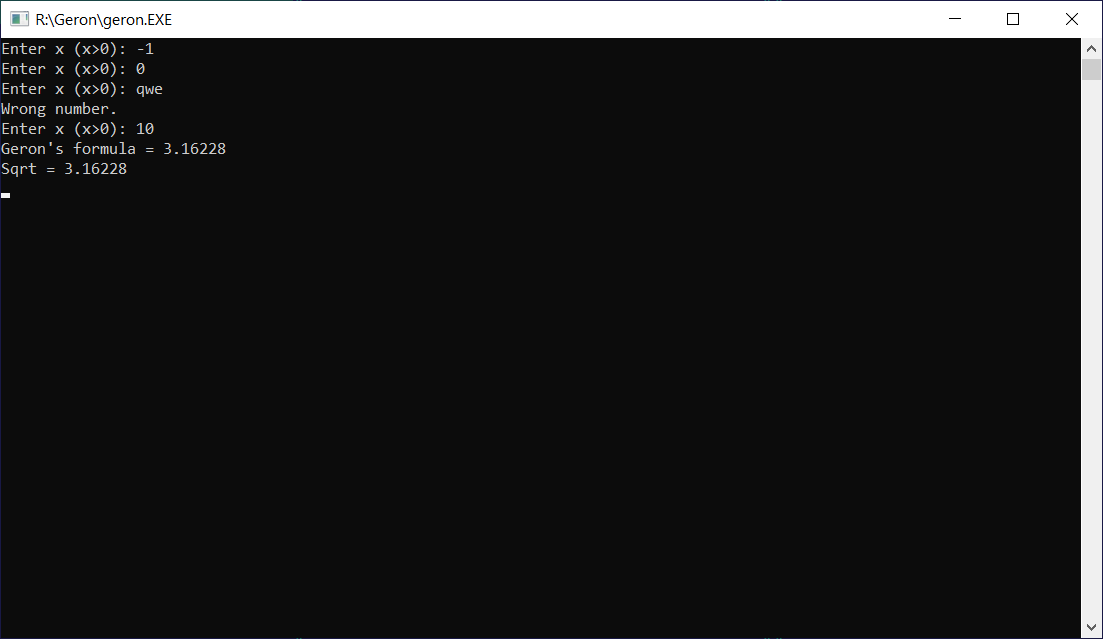 R:\Geron\geron.EXE
Enter x (x>0): -1
Enter x (x>0): 0
Enter x (x>0): qwe
Wrong number.
Enter x (x>0): 10
Geron's formula = 3.16228
Sqrt = 3.16228